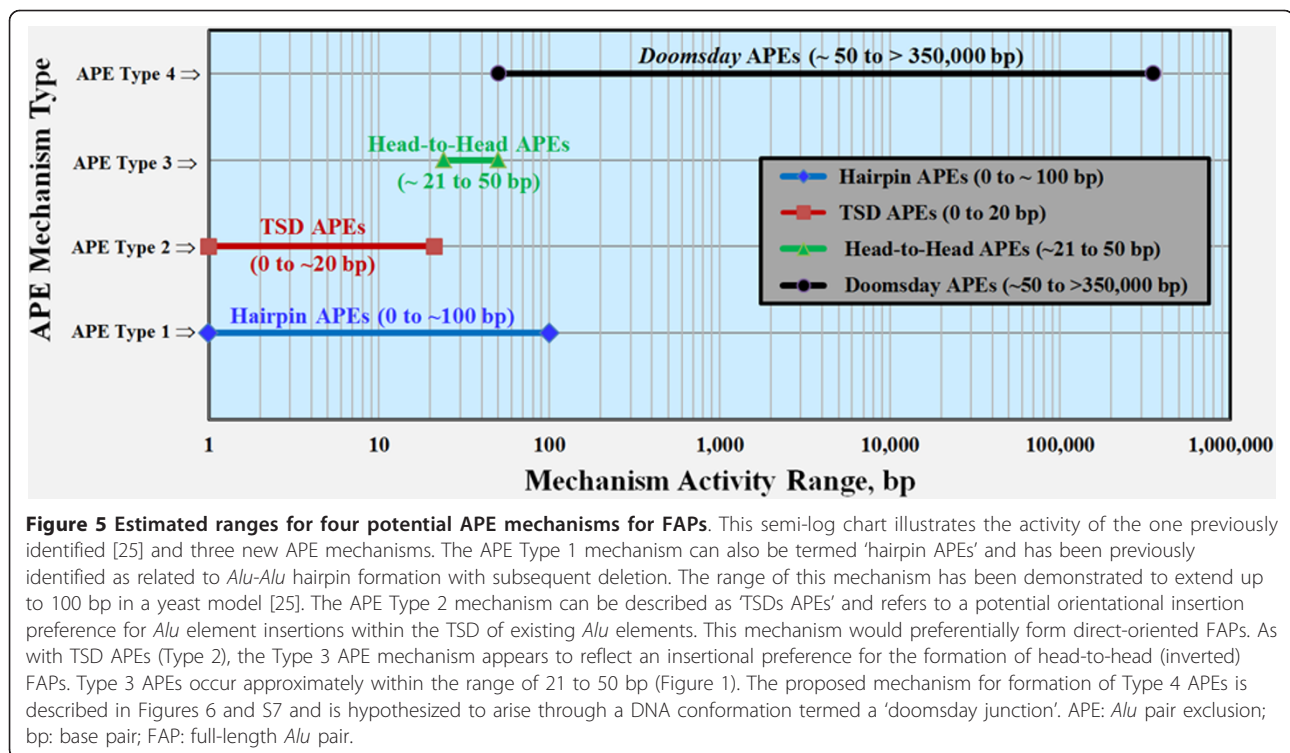 APE Mechanism Type
APE Type 4 ⇒
APE Type 3 ⇒
APE Type 2 ⇒
APE Type 1 ⇒
Doomsday APEs (~ 50 to > 350,000 bp)
Head-to-Head APEs
(~ 21 to 50 bp)
TSD APEs
(0 to ~20 bp)
Hairpin APEs (0 to ~100 bp)
Hairpin APEs (0 to ~ 100 bp)
TSD APEs (0 to 20 bp)
Head-to-Head APEs (~21 to 50 bp)
Doomsday APEs (~50 to >350,000 bp)
1 10 100 1,000 10,000 100,000 1,000,000
Mechanism Activity Range, bp
Figure 5 Estimated ranges for four potential APE mechanisms for FAPs. This semi-log chart illustrates the activity of the one previously
identified [25] and three new APE mechanisms. The APE Type 1 mechanism can also be termed ‘hairpin APEs’ and has been previously
identified as related to Alu-Alu hairpin formation with subsequent deletion. The range of this mechanism has been demonstrated to extend up
to 100 bp in a yeast model [25]. The APE Type 2 mechanism can be described as ‘TSDs APEs’ and refers to a potential orientational insertion
preference for Alu element insertions within the TSD of existing Alu elements. This mechanism would preferentially form direct-oriented FAPs. As
with TSD APEs (Type 2), the Type 3 APE mechanism appears to reflect an insertional preference for the formation of head-to-head (inverted)
FAPs. Type 3 APEs occur approximately within the range of 21 to 50 bp (Figure 1). The proposed mechanism for formation of Type 4 APEs is
described in Figures 6 and S7 and is hypothesized to arise through a DNA conformation termed a ‘doomsday junction’. APE: Alu pair exclusion;
bp: base pair; FAP: full-length Alu pair.